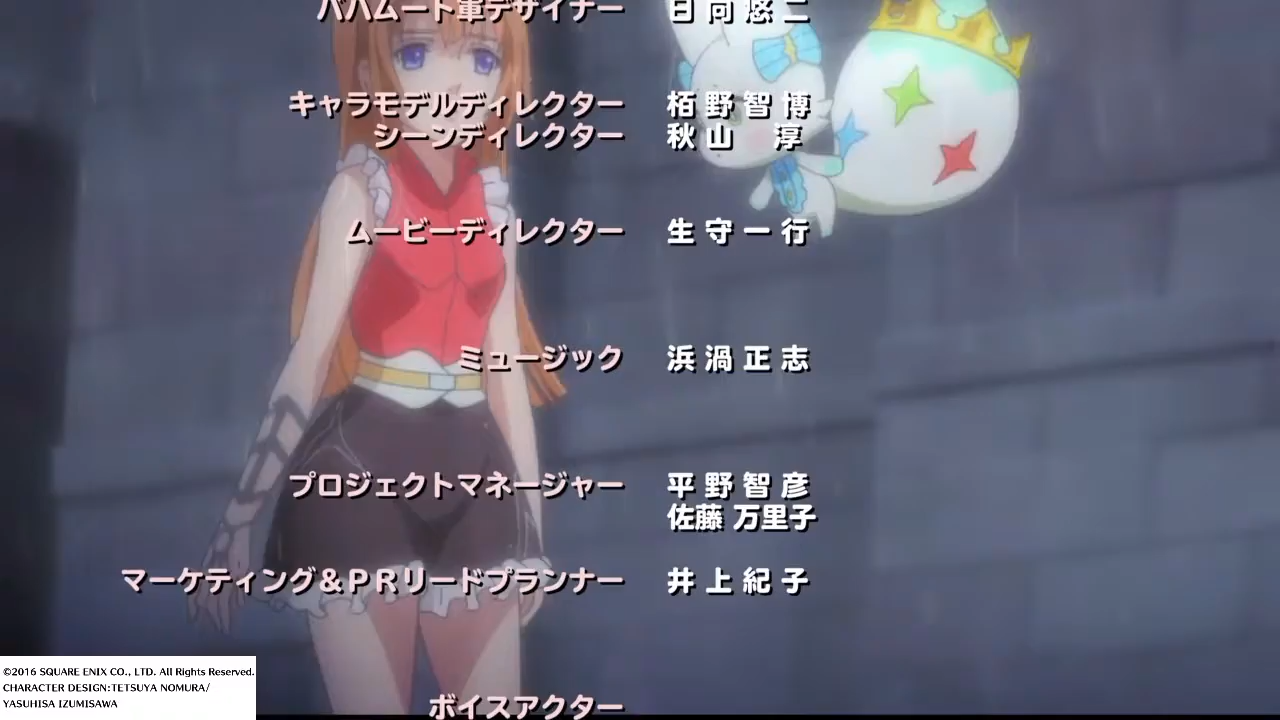 バハムート軍デザイナー 日向悠二
キャラモデルディレクター 栢野智博
シーンディレクター 秋山 淳
ムービーディレクター 生守一行
ミュージック 浜渦正志
プロジェクトマネージャー 平野智彦
佐藤 万里子
マーケティング＆ＰＲリードプランナー 井上紀子
ボイスアクター
©2016 SQUARE ENIX CO., LTD. All Rights Reserved.
CHARACTER DESIGN:TETSUYA NOMURA/
YASUHISA IZUMISAWA